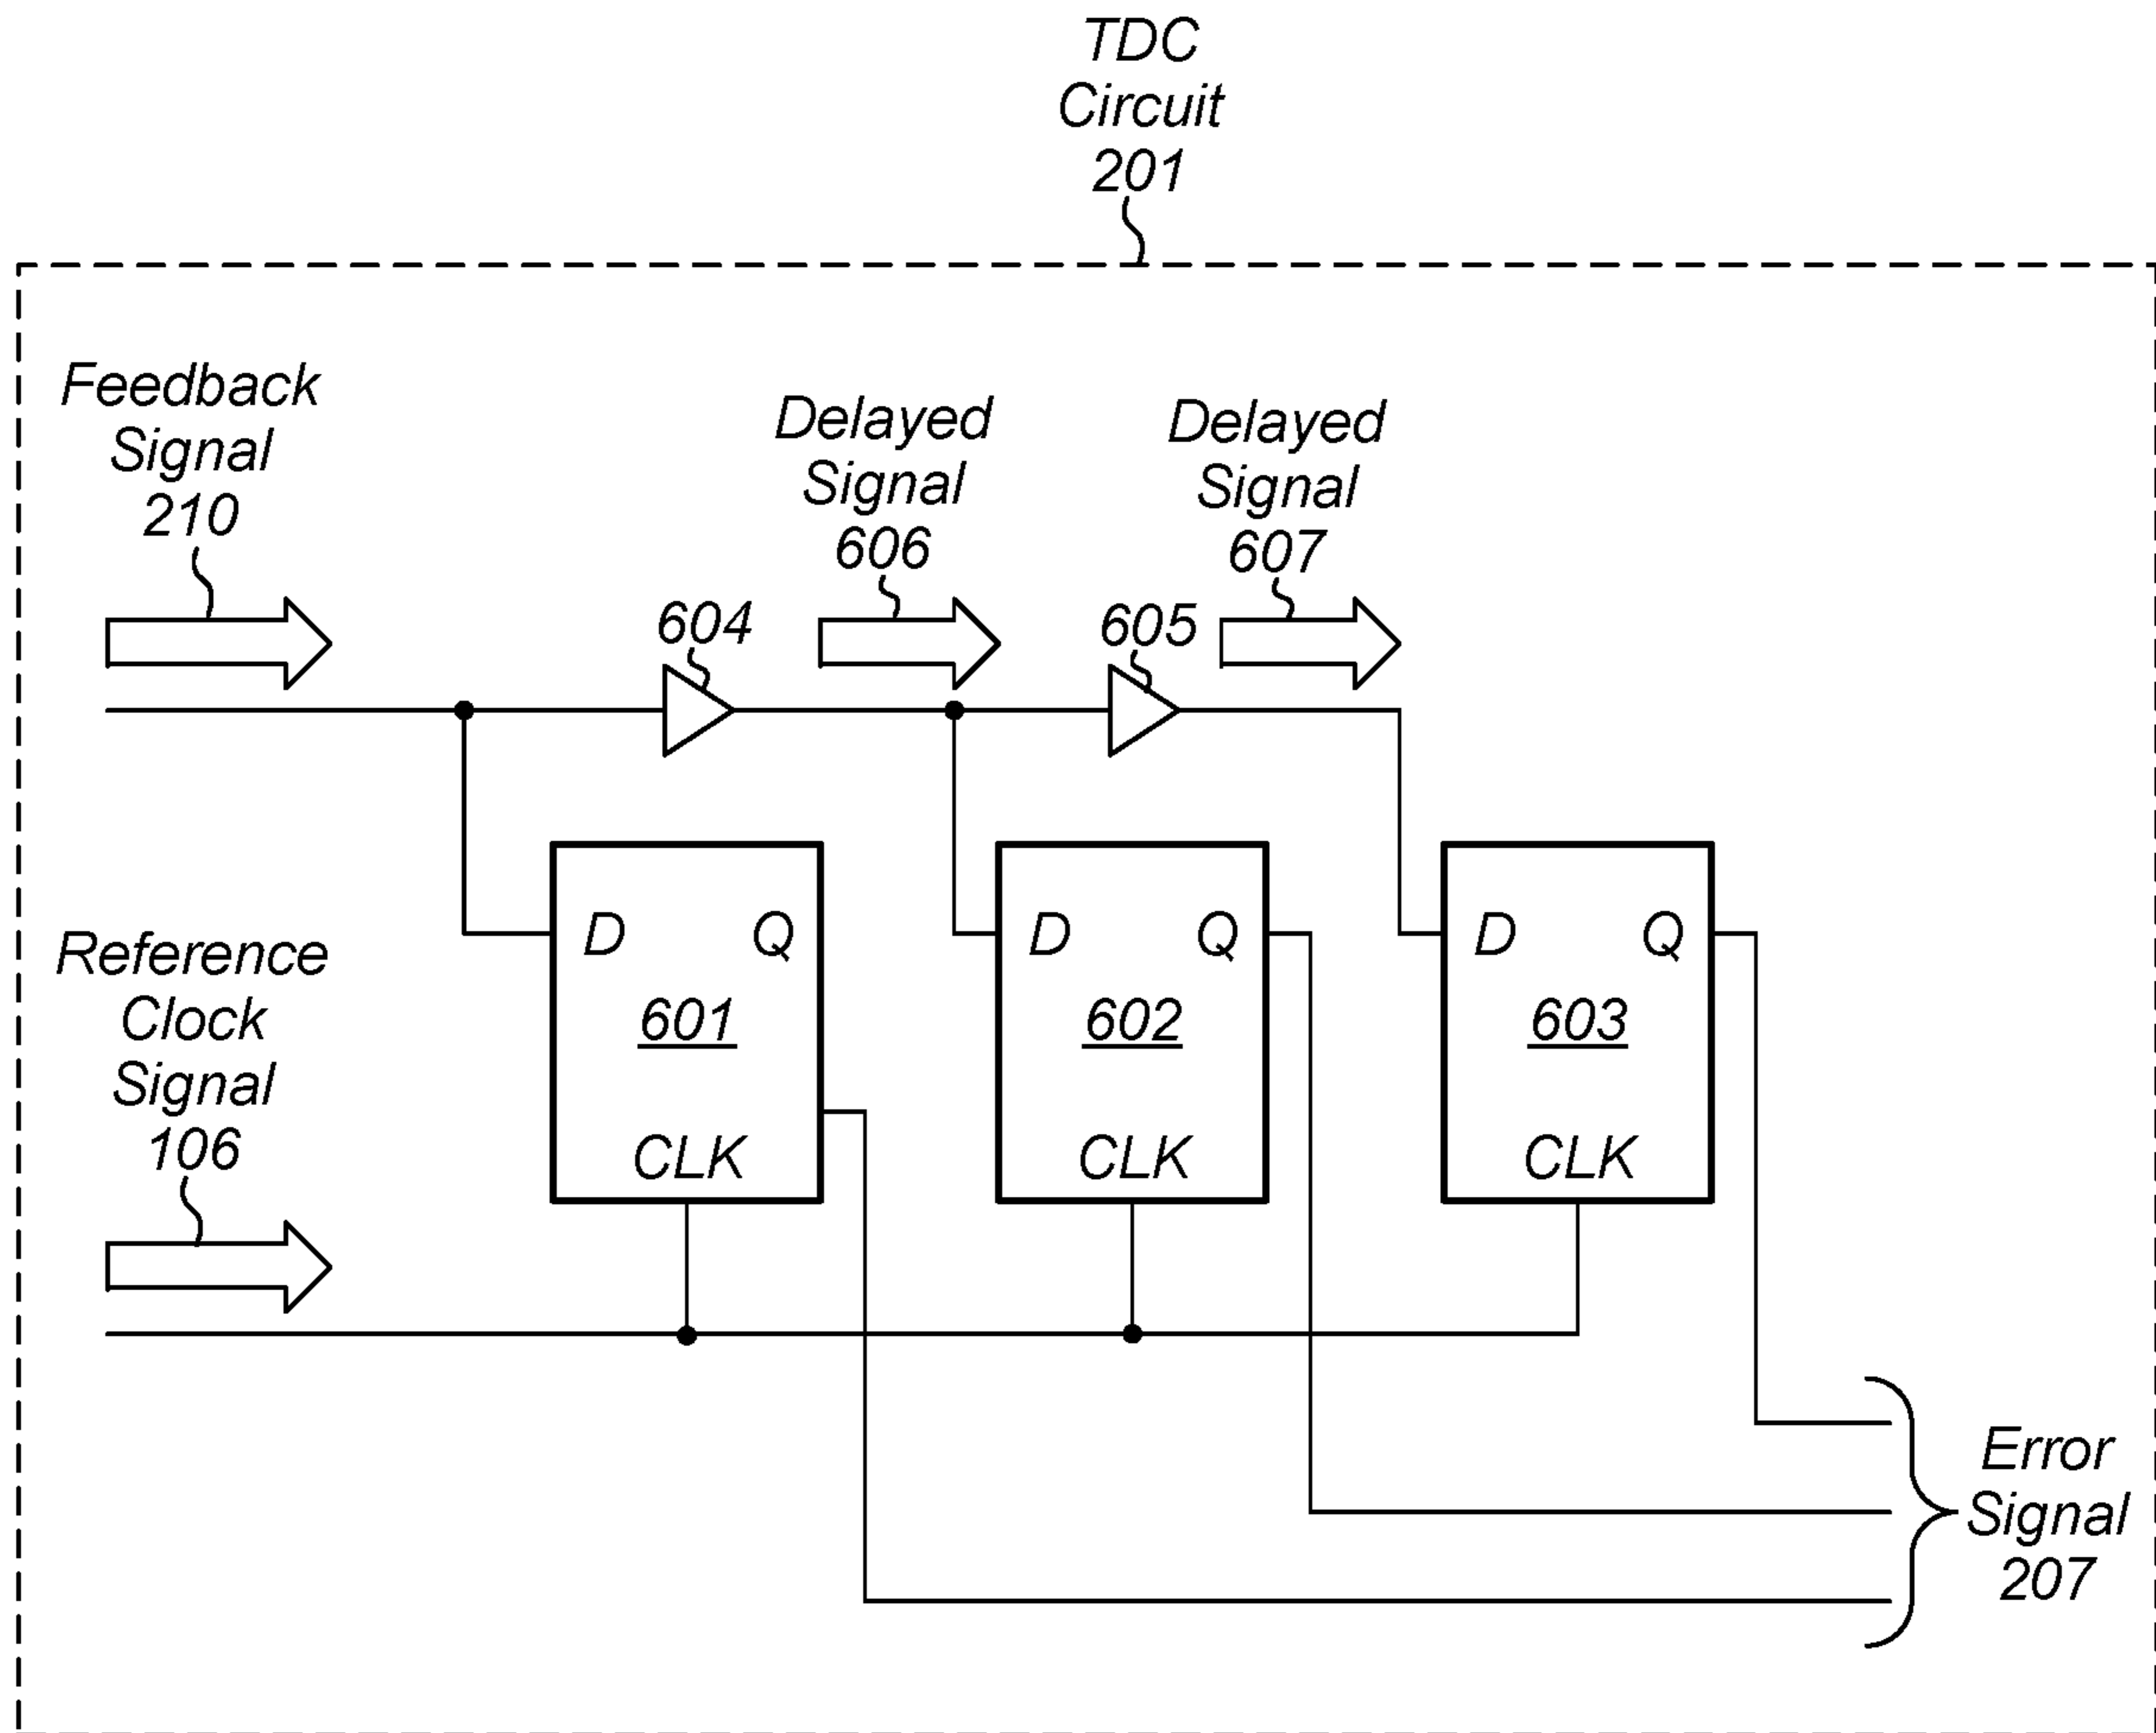 TDC
Circuit
201
Feedback
Signal
210
Delayed
Signal
606
Delayed
Signal
607
604
605
Reference
Clock
Signal
106
D Q
601
CLK
D Q
602
CLK
D Q
603
CLK
Error
Signal
207